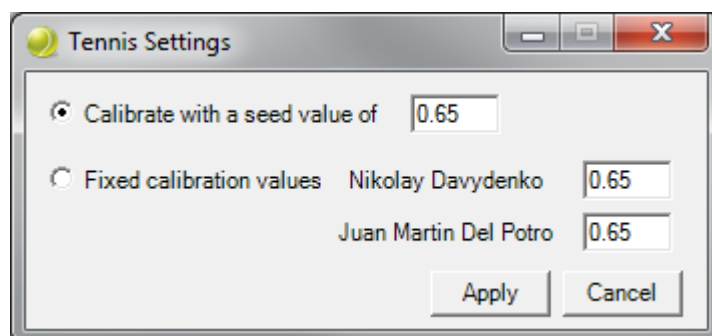 Tennis Settings
Calibrate with a seed value of 0.65
Fixed calibration values Nikolay Davydenko 0.65
Juan Martin Del Potro 0.65
Apply Cancel